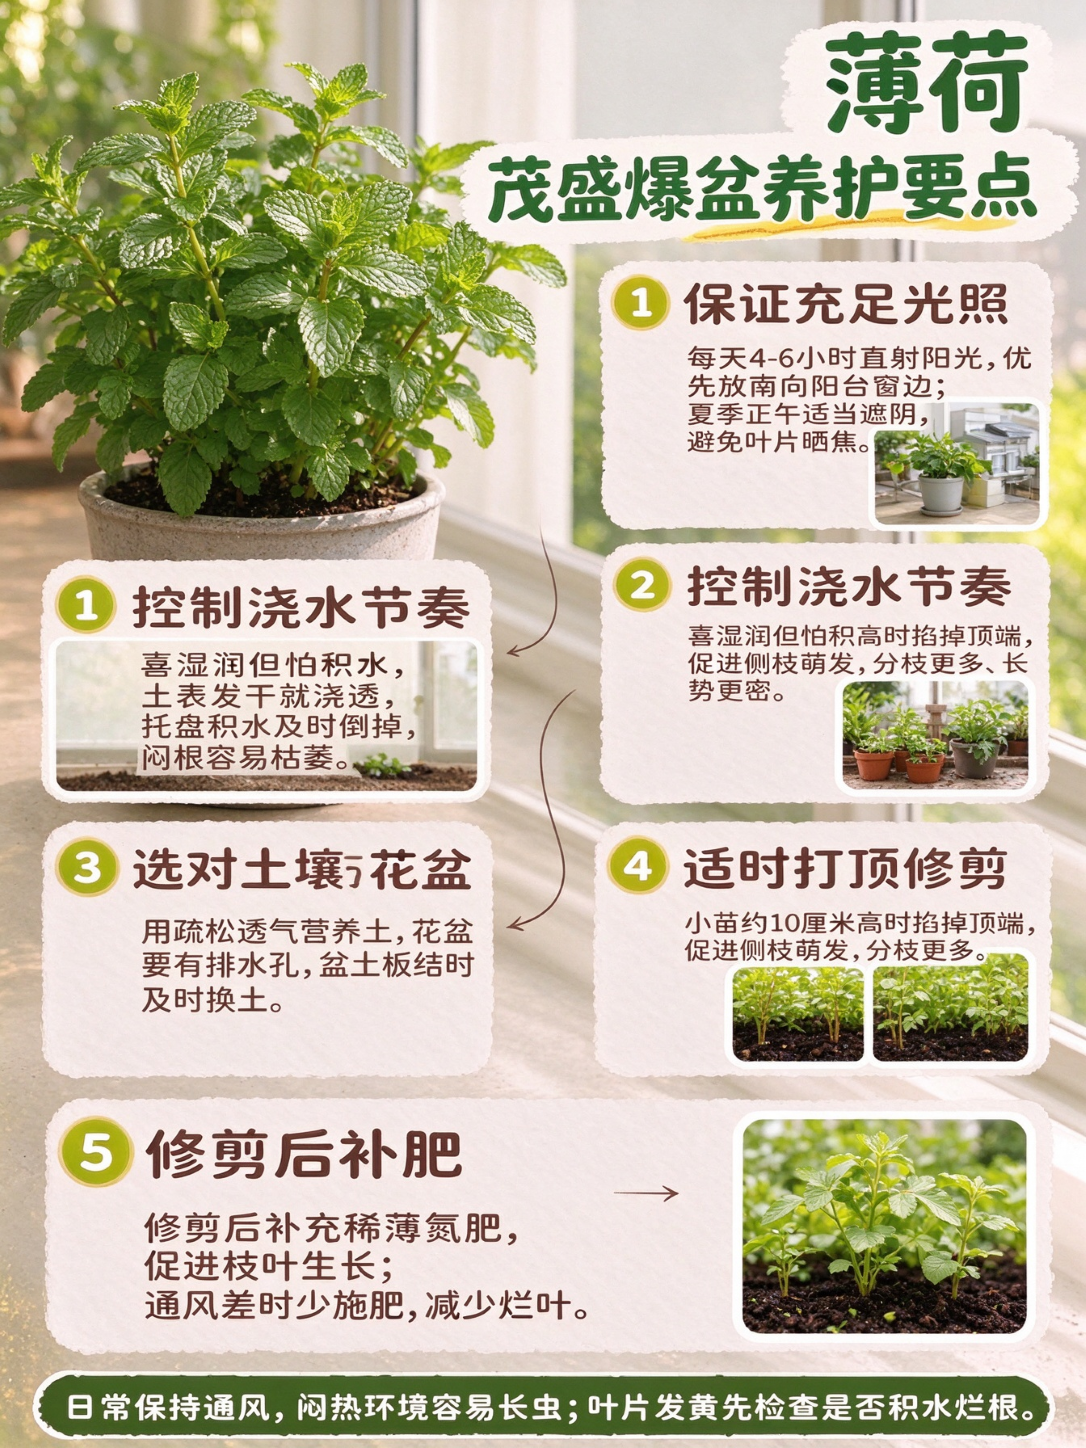 薄荷
茂盛爆盆养护要点
1 保证充足光照
每天4-6小时直射阳光,优
先放南向阳台窗边;
夏季正午适当遮阴,
避免叶片晒焦。
1 控制浇水节奏
喜湿润但怕积水,
土表发干就浇透,
托盘积水及时倒掉,
闷根容易枯萎。
2 控制浇水节奏
喜湿润但怕积高时掐掉顶端,
促进侧枝萌发,分枝更多、长
势更密。
3 选对土壤 花盆
用疏松透气营养土,花盆
要有排水孔,盆土板结时
及时换土。
4 适时打顶修剪
小苗约10厘米高时掐掉顶端,
促进侧枝萌发,分枝更多。
5 修剪后补肥
修剪后补充稀薄氮肥,
促进枝叶生长;
通风差时少施肥,减少烂叶。
日常保持通风,闷热环境容易长虫;叶片发黄先检查是否积水烂根。